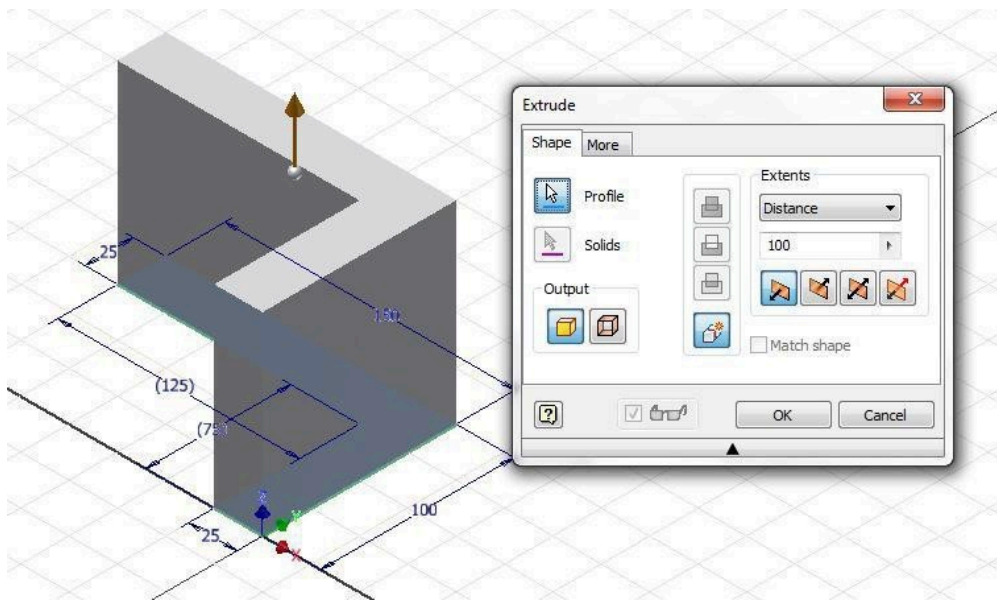 Extrude
Shape
More
Profile
Solids
Output
Extents
Distance
100
Match shape
OK
Cancel
25
150
(125)
(75)
100
25
Z
Y
X